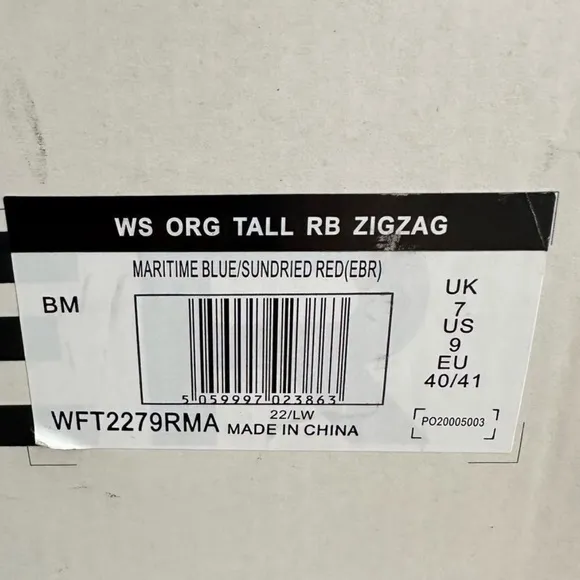 WS ORG TALL RB ZIGZAG
MARITIME BLUE/SUNDRIED RED(EBR)
BM
5 059997 023863
WFT2279RMA
22/LW
MADE IN CHINA
UK
7
US
9
EU
40/41
PO20005003